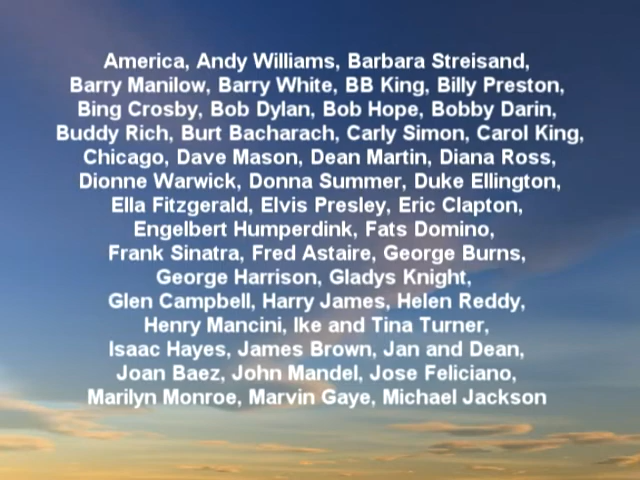 America, Andy Williams, Barbara Streisand,
Barry Manilow, Barry White, BB King, Billy Preston,
Bing Crosby, Bob Dylan, Bob Hope, Bobby Darin,
Buddy Rich, Burt Bacharach, Carly Simon, Carol King,
Chicago, Dave Mason, Dean Martin, Diana Ross,
Dionne Warwick, Donna Summer, Duke Ellington,
Ella Fitzgerald, Elvis Presley, Eric Clapton,
Engelbert Humperdink, Fats Domino,
Frank Sinatra, Fred Astaire, George Burns,
George Harrison, Gladys Knight,
Glen Campbell, Harry James, Helen Reddy,
Henry Mancini, Ike and Tina Turner,
Isaac Hayes, James Brown, Jan and Dean,
Joan Baez, John Mandel, Jose Feliciano,
Marilyn Monroe, Marvin Gaye, Michael Jackson